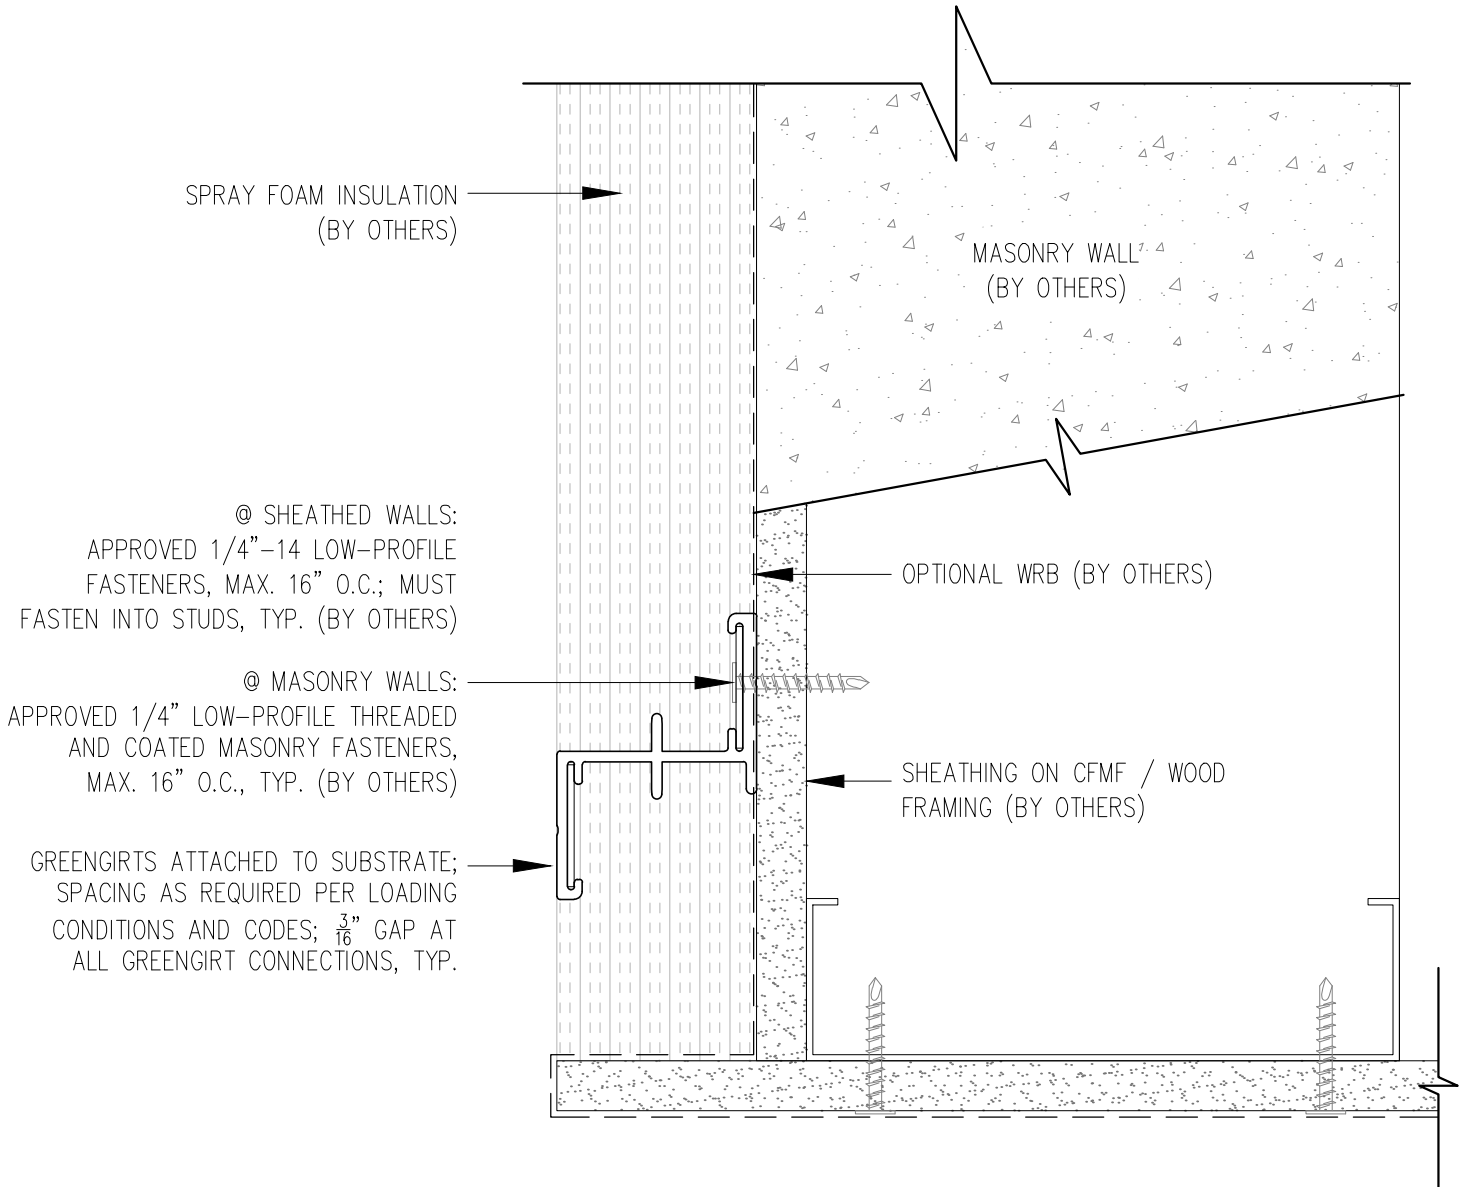 SPRAY FOAM INSULATION
(BY OTHERS)
MASONRY WALL
(BY OTHERS)
@ SHEATHED WALLS:
APPROVED 1/4"-14 LOW-PROFILE
FASTENERS, MAX. 16" O.C.; MUST
FASTEN INTO STUDS, TYP. (BY OTHERS)
OPTIONAL WRB (BY OTHERS)
@ MASONRY WALLS:
APPROVED 1/4" LOW-PROFILE THREADED
AND COATED MASONRY FASTENERS,
MAX. 16" O.C., TYP. (BY OTHERS)
SHEATHING ON CFMF / WOOD
FRAMING (BY OTHERS)
GREENGIRTS ATTACHED TO SUBSTRATE;
SPACING AS REQUIRED PER LOADING
CONDITIONS AND CODES; 3/16" GAP AT
ALL GREENGIRT CONNECTIONS, TYP.